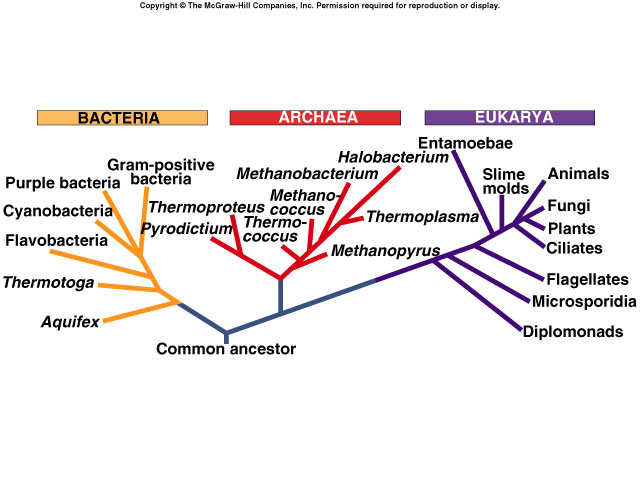 Copyright © The McGraw-Hill Companies, Inc. Permission required for reproduction or display.
BACTERIA
ARCHAEA
EUKARYA
Entamoebae
Halobacterium
Gram-positive
bacteria
Methanobacterium
Slime
molds
Animals
Purple bacteria
Methano-
coccus
Thermoproteus
Fungi
Cyanobacteria
Thermoplasma
Thermo-
coccus
Pyrodictium
Plants
Flavobacteria
Methanopyrus
Ciliates
Thermotoga
Flagellates
Microsporidia
Aquifex
Diplomonads
Common ancestor